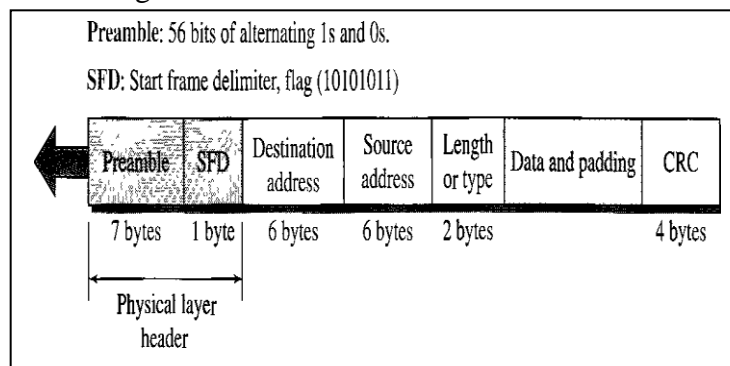 Preamble: 56 bits of alternating 1s and 0s.
SFD: Start frame delimiter, flag (10101011)
Preamble SFD Destination address Source address Length or type Data and padding CRC
7 bytes 1 byte 6 bytes 6 bytes 2 bytes 4 bytes
Physical layer
header